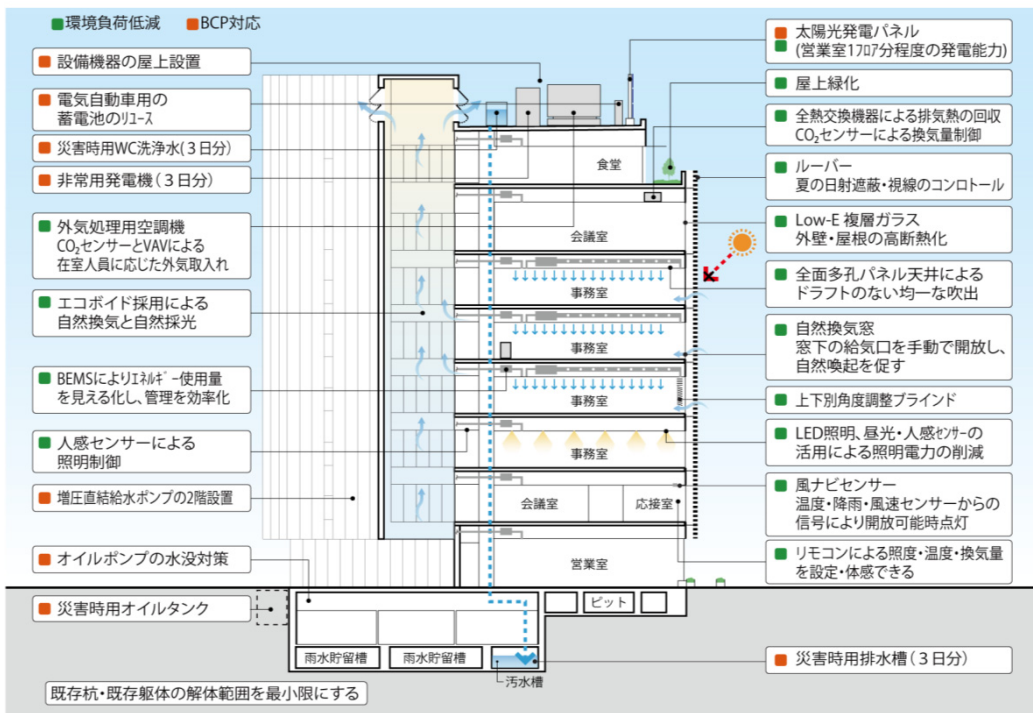 環境負荷低減
BCP対応
設備機器の屋上設置
電気自動車用の
蓄電池のリユース
災害時用WC洗浄水(3日分)
非常用発電機(3日分)
外気処理用空調機
CO₂センサーとVAVによる
在室人員に応じた外気取入れ
エコボイド採用による
自然換気と自然採光
BEMSによりエネルギー使用量
を見える化し、管理を効率化
人感センサーによる
照明制御
増圧直結給水ポンプの2階設置
オイルポンプの水没対策
災害時用オイルタンク
食堂
会議室
事務室
事務室
事務室
事務室
会議室
応接室
営業室
ピット
雨水貯留槽
雨水貯留槽
汚水槽
既存杭・既存躯体の解体範囲を最小限にする
太陽光発電パネル
(営業室1フロア分程度の発電能力)
屋上緑化
全熱交換機器による排気熱の回収
CO₂センサーによる換気量制御
ルーバー
夏の日射遮蔽・視線のコンロトール
Low-E 複層ガラス
外壁・屋根の高断熱化
全面多孔パネル天井による
ドラフトのない均一な吹出
自然換気窓
窓下の給気口を手動で開放し、
自然喚起を促す
上下別角度調整ブラインド
LED照明、昼光・人感センサーの
活用による照明電力の削減
風ナビセンサー
温度・降雨・風速センサーからの
信号により開放可能時点灯
リモコンによる照度・温度・換気量
を設定・体感できる
災害時用排水槽(3日分)